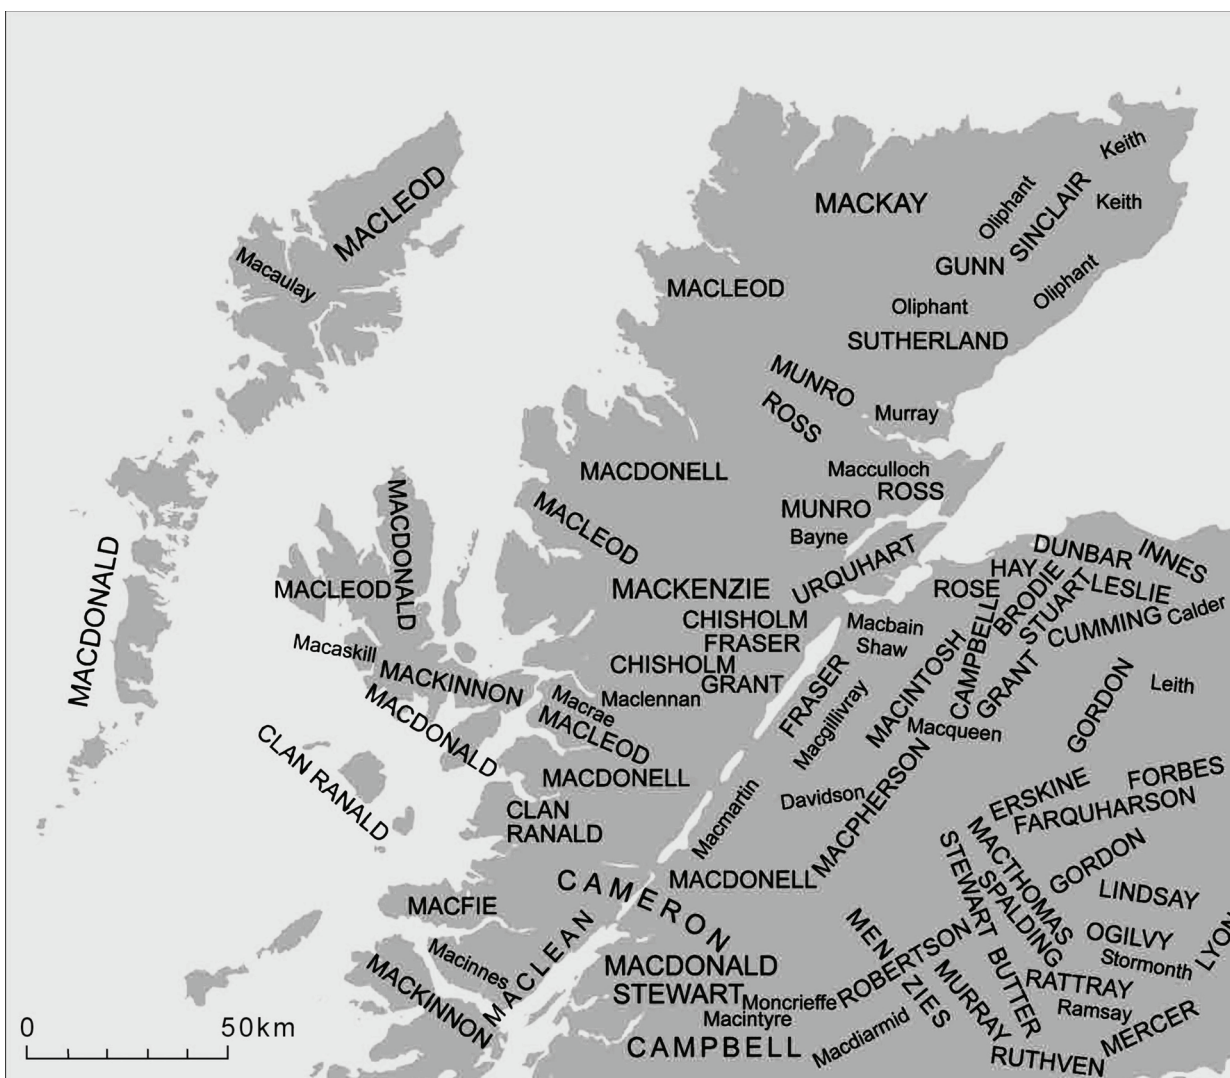 Keith
MACLEOD
MACKAY
Oliphant
SINCLAIR
Keith
Macaulay
GUNN
MACLEOD
Oliphant
Oliphant
SUTHERLAND
MUNRO
ROSS
Murray
MACDONELL
Macculloch
ROSS
MACDONALD
MACLEOD
MUNRO
Bayne
MACDONALD
URQUHART
DUNBAR
INNES
HAY
MACLEOD
MACKENZIE
ROSE
BRODIE
STUART
LESLIE
CHISHOLM
Macbain
CAMPBELL
CUMMING
Calder
FRASER
Shaw
Macaskill
CHISHOLM
MACINTOSH
GRANT
MACKINNON
GRANT
FRASER
GORDON
Leith
Macrae
Maclennan
Macgillivray
MACDONALD
MACLEOD
Macqueen
CLAN RANALD
MACDONELL
Macmartin
Davidson
MACPHERSON
ERSKINE
FORBES
CLAN
RANALD
FARQUHARSON
MACTHOMAS
GORDON
CAMERON
MACDONELL
STEWART
SPALDING
LINDSAY
MACFIE
MACLEAN
MENZIES
ROBERTSON
OGILVY
LYON
Macinnes
MACDONALD
BUTTER
Stormonth
MACKINNON
STEWART
Moncrieffe
MURRAY
RATTRAY
Macintyre
Ramsay
MERCER
CAMPBELL
Macdiarmid
RUTHVEN
0 50km